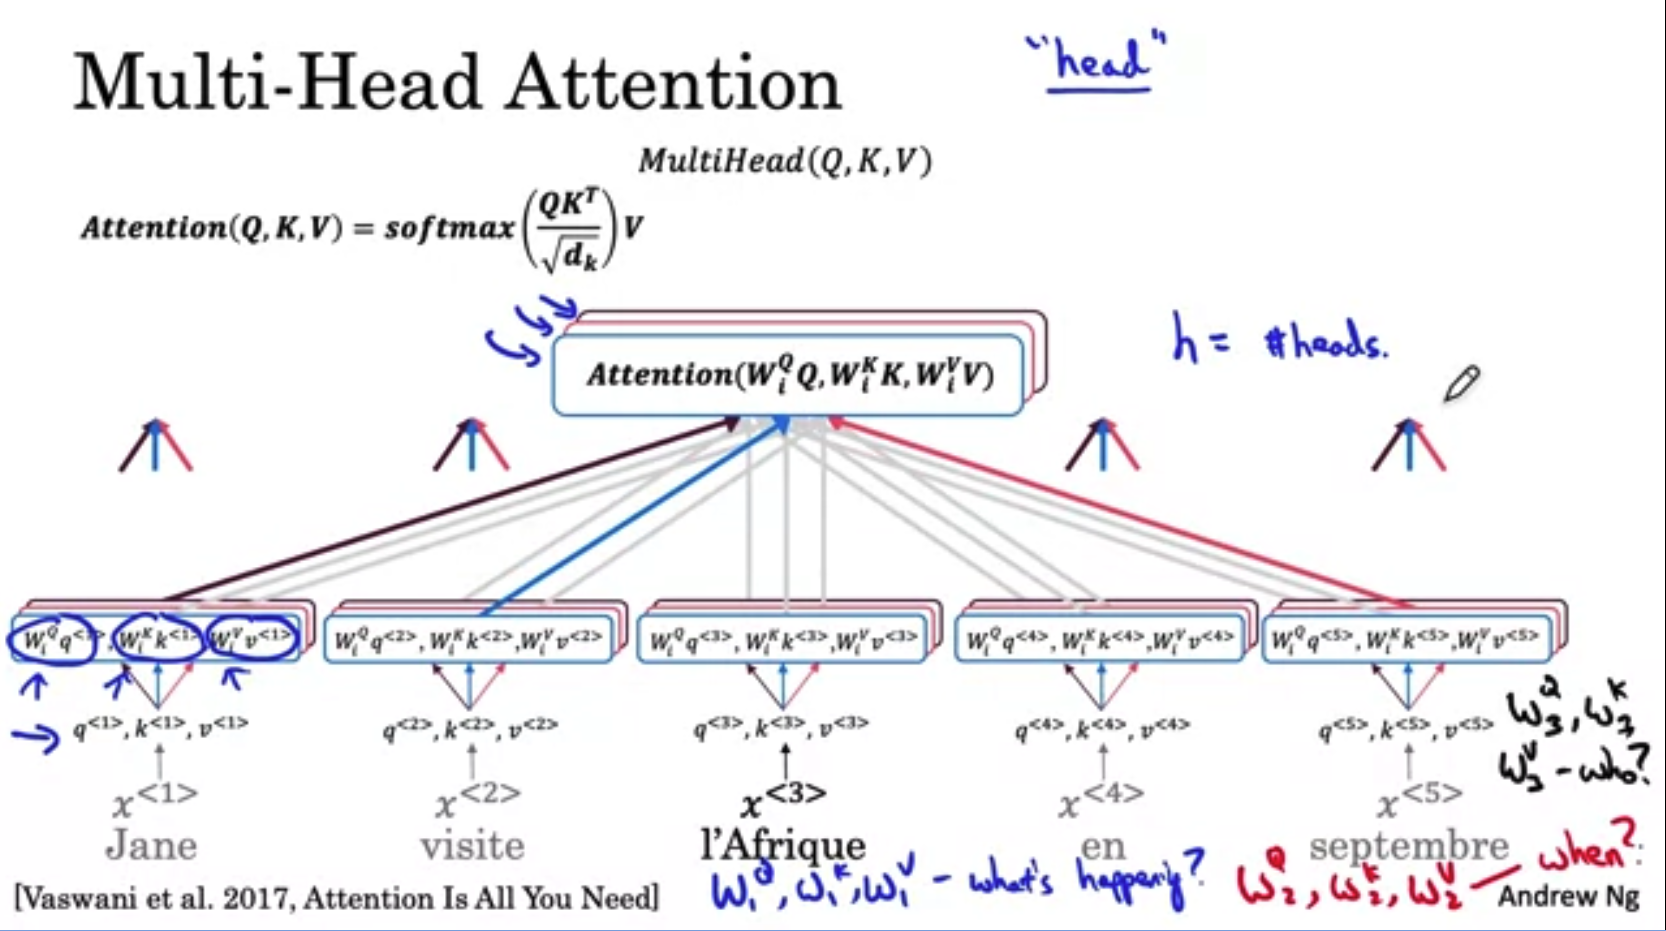 Multi-Head Attention
"head"
MultiHead(Q, K, V)
Attention(Q, K, V) = softmax(QK^T / √d_k) V
Attention(W_i^Q Q, W_i^K K, W_i^V V)
h = #heads.
W_i^Q q^<1>, W_i^K k^<1>, W_i^V v^<1>
W_i^Q q^<2>, W_i^K k^<2>, W_i^V v^<2>
W_i^Q q^<3>, W_i^K k^<3>, W_i^V v^<3>
W_i^Q q^<4>, W_i^K k^<4>, W_i^V v^<4>
W_i^Q q^<5>, W_i^K k^<5>, W_i^V v^<5>
q^<1>, k^<1>, v^<1>
q^<2>, k^<2>, v^<2>
q^<3>, k^<3>, v^<3>
q^<4>, k^<4>, v^<4>
q^<5>, k^<5>, v^<5>
W_3^Q, W_3^K
W_3^V - who?
x^<1>
x^<2>
x^<3>
x^<4>
x^<5>
Jane
visite
l'Afrique
en
septembre
W_1^Q, W_1^K, W_1^V - what's happening?
W_2^Q, W_2^K, W_2^V — when?
[Vaswani et al. 2017, Attention Is All You Need]
Andrew Ng